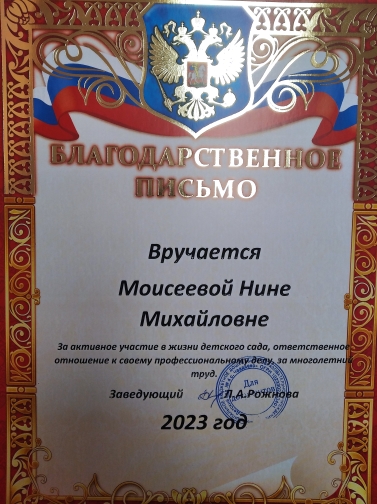 БЛАГОДАРСТВЕННОЕ
ПИСЬМО
Вручается
Моисеевой Нине
Михайловне
За активное участие в жизни детского сада, ответственное
отношение к своему профессиональному делу, за многолетний
труд.
Заведующий Л.А.Рожнова
Для
2023 год